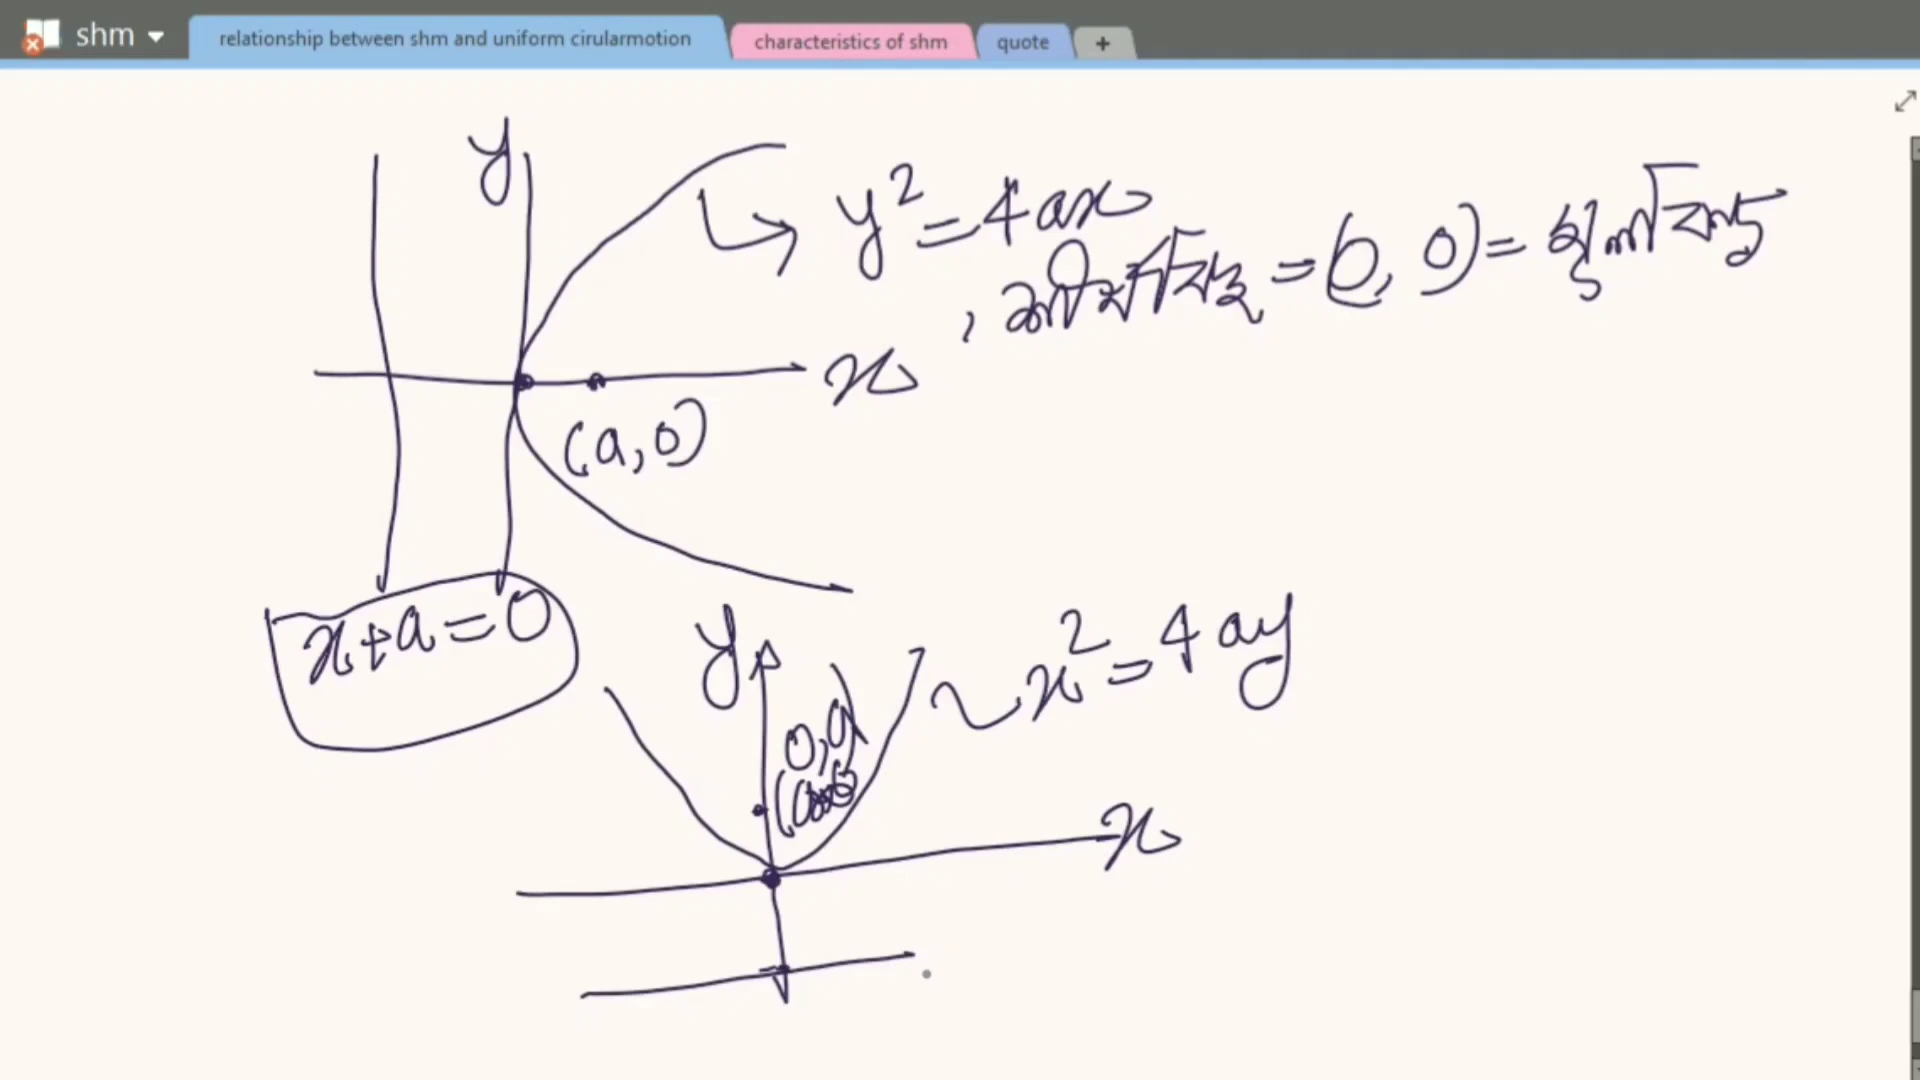 shm
relationship between shm and uniform cirularmotion
characteristics of shm
quote
+
y
y² = 4ax
, শীর্ষবিন্দু = (0, 0) = মূলবিন্দু
x
(a, 0)
x+a=0
y
x² = 4ay
0, a)
x